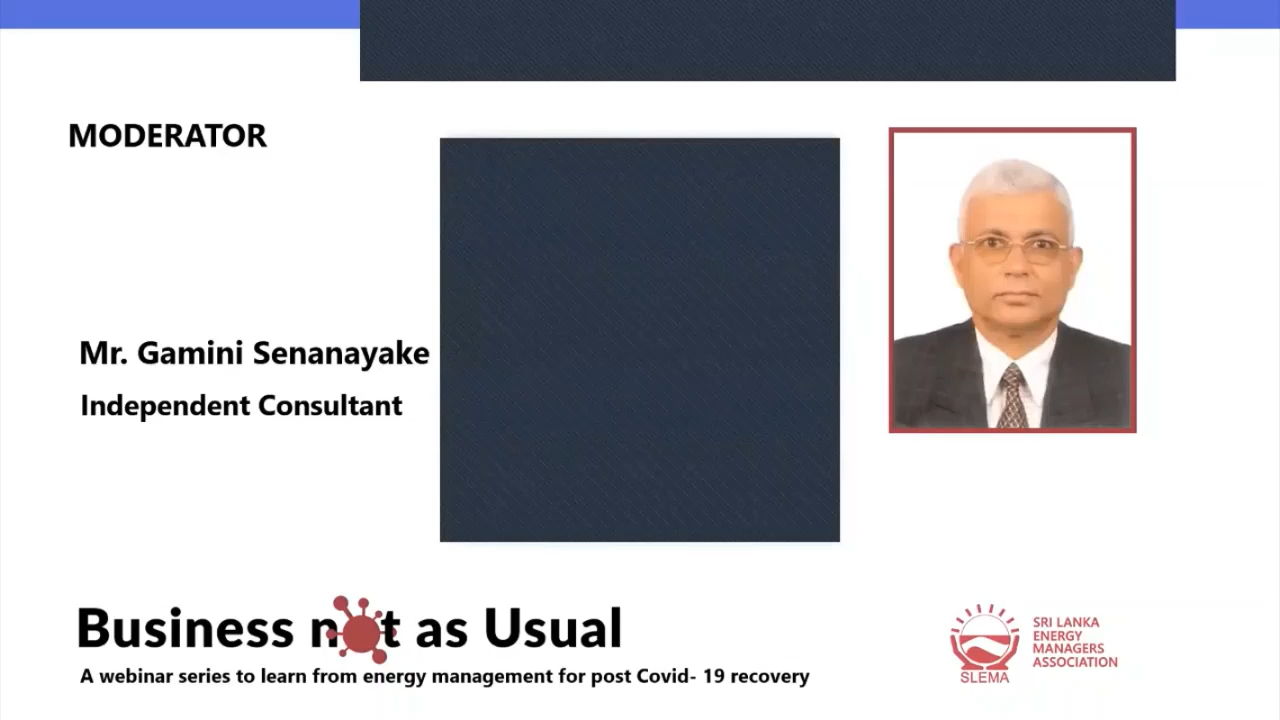 MODERATOR
Mr. Gamini Senanayake
Independent Consultant
Business not as Usual
A webinar series to learn from energy management for post Covid- 19 recovery
SRI LANKA
ENERGY
MANAGERS
ASSOCIATION
SLEMA